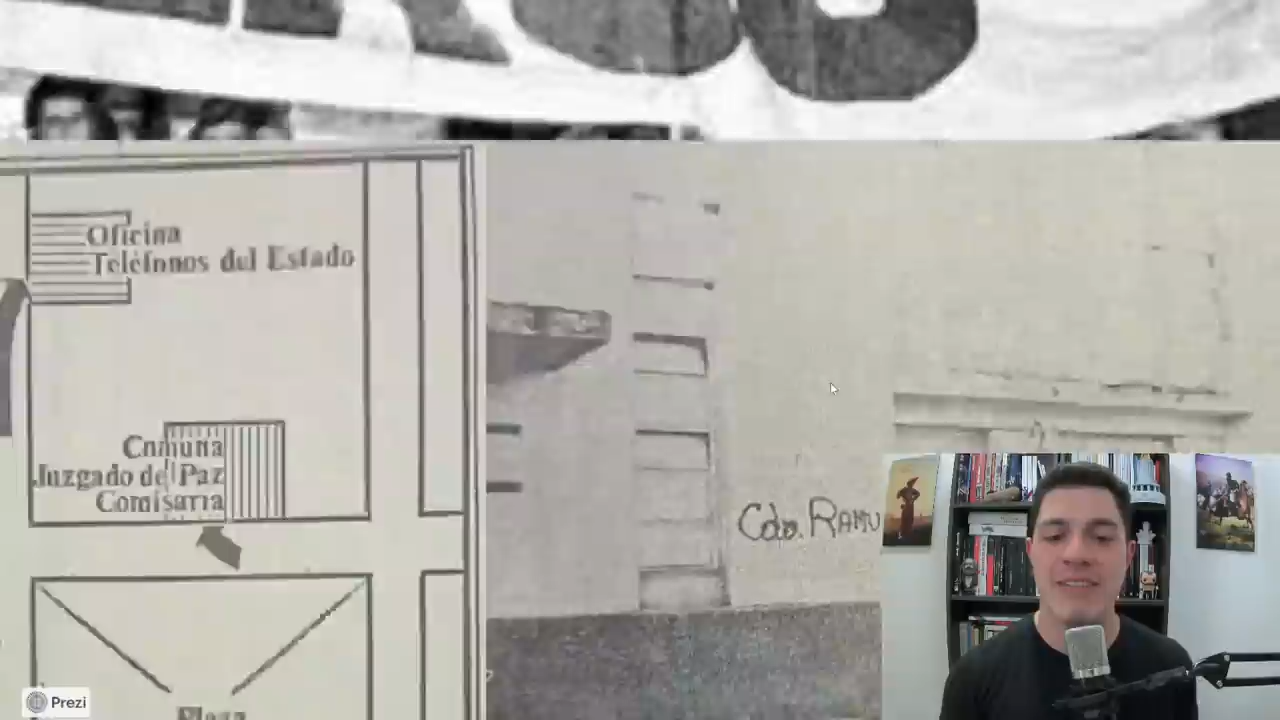 Oficina
Teléfonos del Estado
Comuna
Juzgado de Paz
Comisaría
Cdo. RAMU
Plaza
Prezi